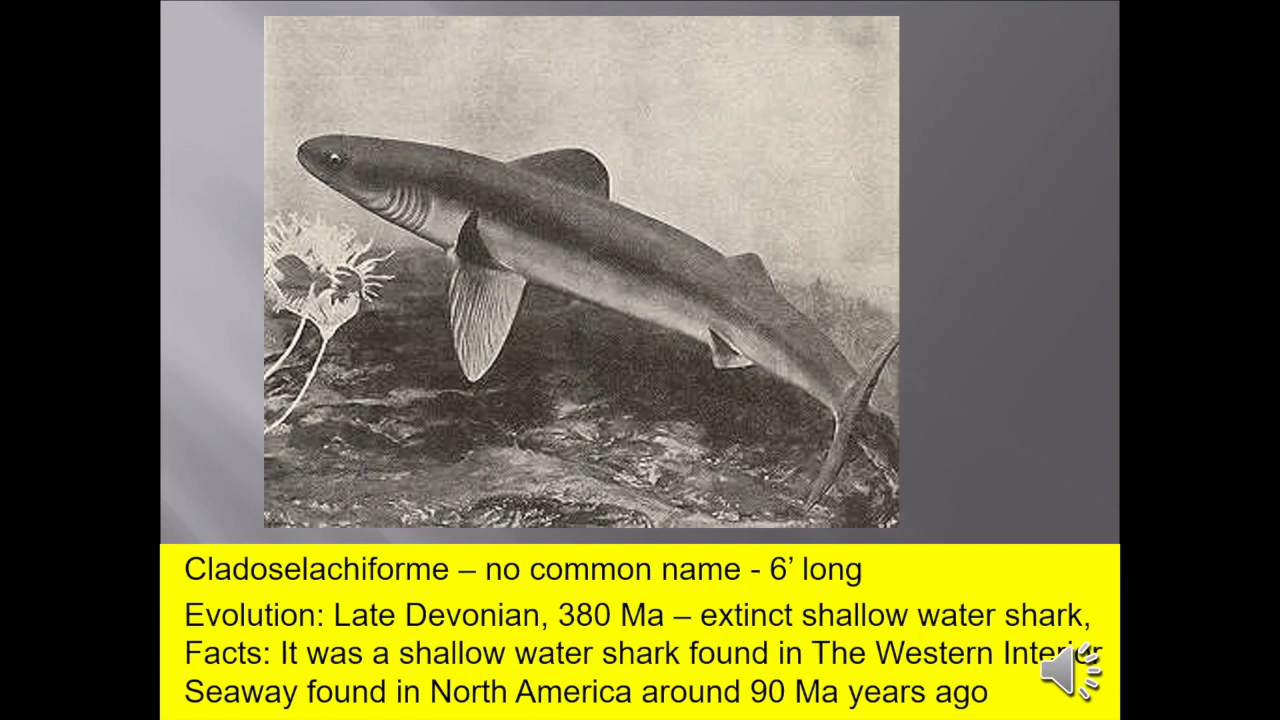 Cladoselachiforme – no common name - 6’ long
Evolution: Late Devonian, 380 Ma – extinct shallow water shark,
Facts: It was a shallow water shark found in The Western Interior
Seaway found in North America around 90 Ma years ago